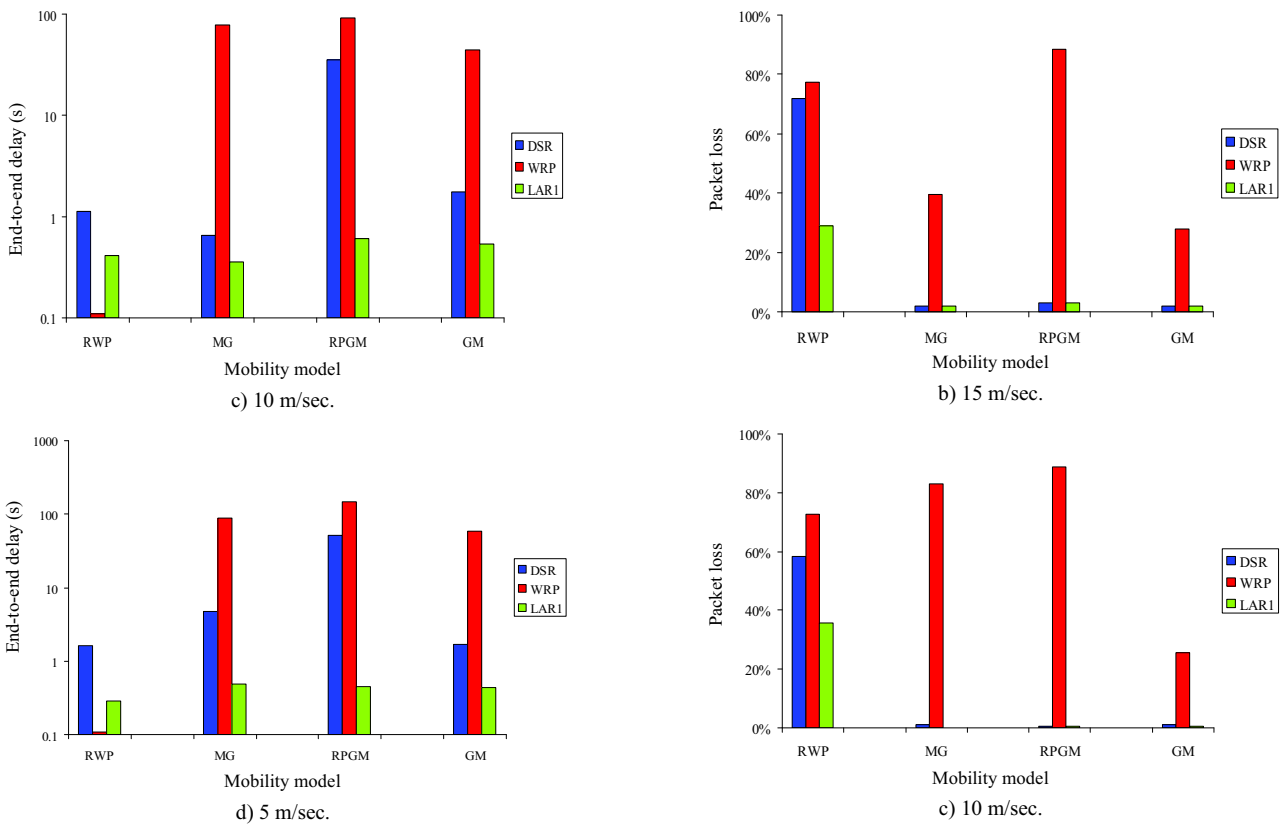 100
10
1
0.1
End-to-end delay (s)
RWP MG RPGM GM
Mobility model
DSR
WRP
LAR1
c) 10 m/sec.
100%
80%
60%
40%
20%
0%
Packet loss
RWP MG RPGM GM
Mobility model
DSR
WRP
LAR1
b) 15 m/sec.
1000
100
10
1
0.1
End-to-end delay (s)
RWP MG RPGM GM
Mobility model
DSR
WRP
LAR1
d) 5 m/sec.
100%
80%
60%
40%
20%
0%
Packet loss
RWP MG RPGM GM
Mobility model
DSR
WRP
LAR1
c) 10 m/sec.